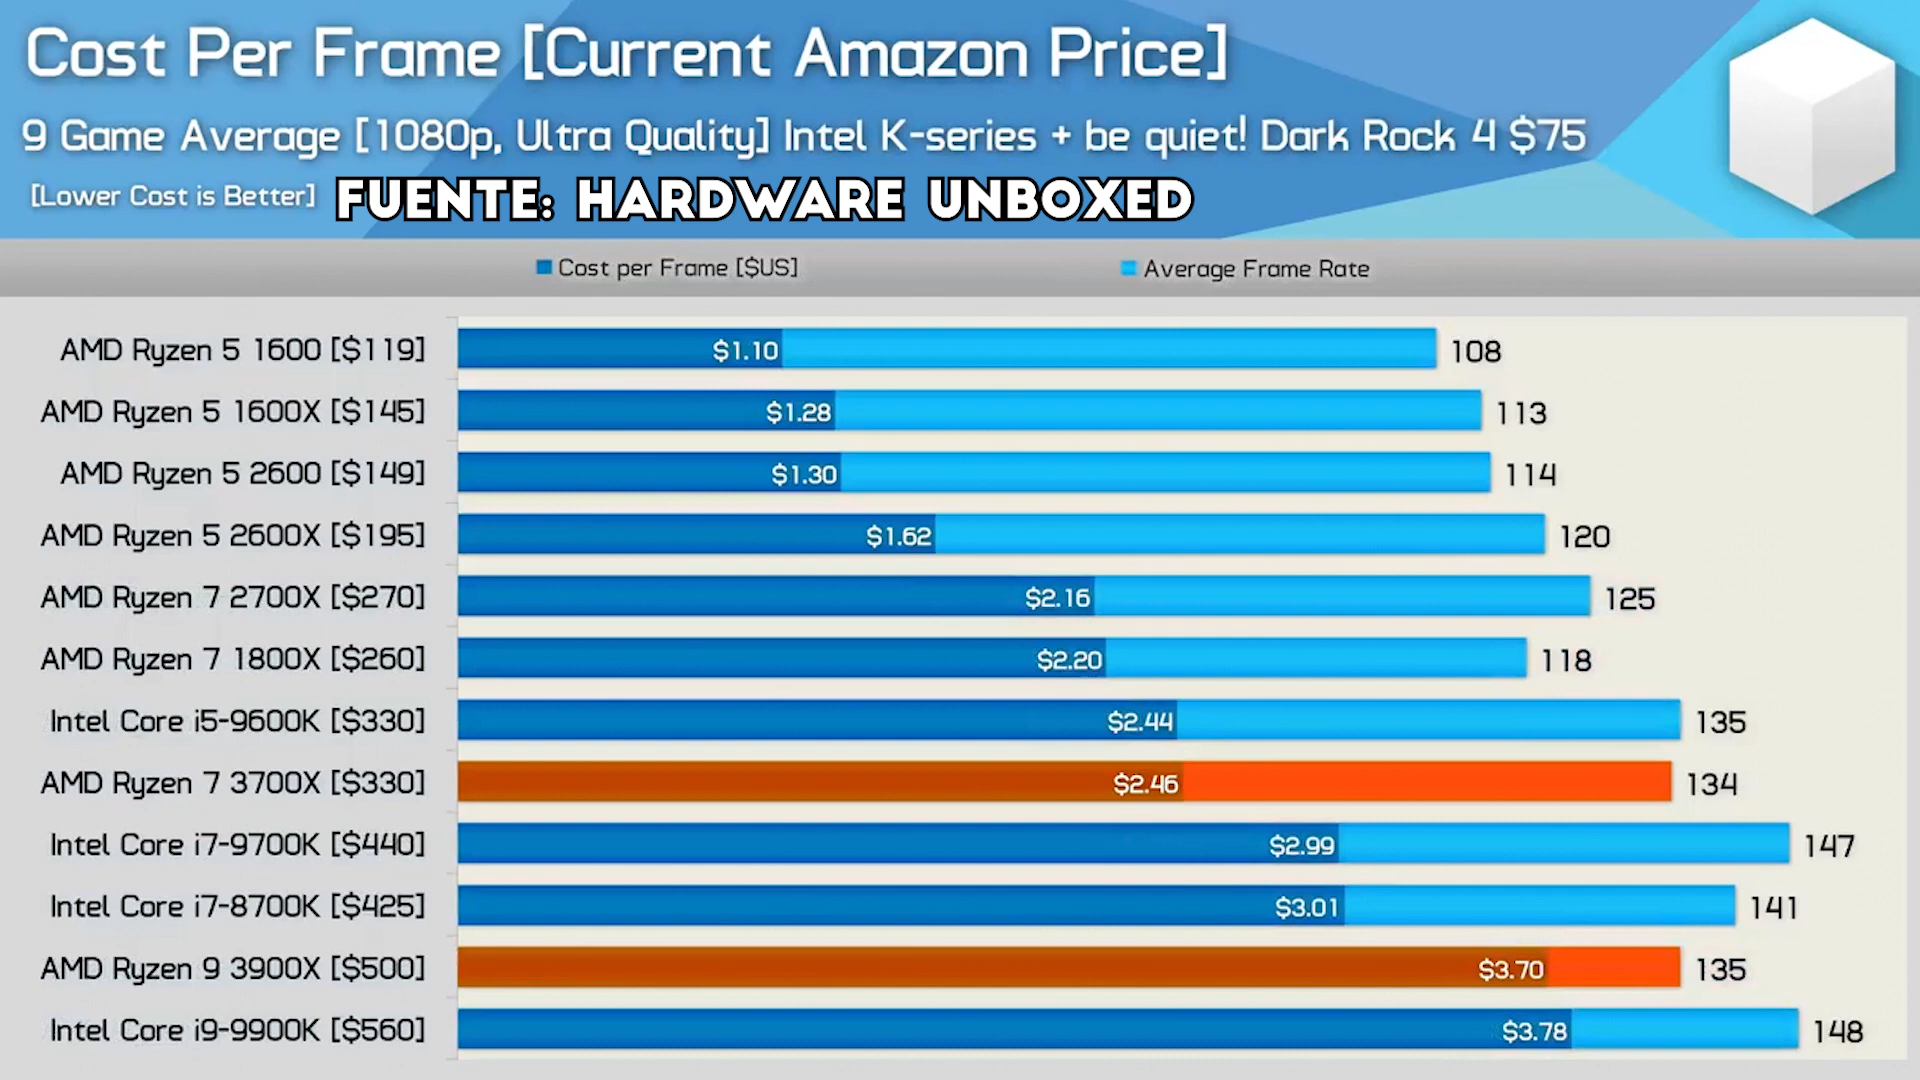 Cost Per Frame [Current Amazon Price]
9 Game Average [1080p, Ultra Quality] Intel K-series + be quiet! Dark Rock 4 $75
[Lower Cost is Better] FUENTE: HARDWARE UNBOXED
Cost per Frame [$US] Average Frame Rate
AMD Ryzen 5 1600 [$119] $1.10 108
AMD Ryzen 5 1600X [$145] $1.28 113
AMD Ryzen 5 2600 [$149] $1.30 114
AMD Ryzen 5 2600X [$195] $1.62 120
AMD Ryzen 7 2700X [$270] $2.16 125
AMD Ryzen 7 1800X [$260] $2.20 118
Intel Core i5-9600K [$330] $2.44 135
AMD Ryzen 7 3700X [$330] $2.46 134
Intel Core i7-9700K [$440] $2.99 147
Intel Core i7-8700K [$425] $3.01 141
AMD Ryzen 9 3900X [$500] $3.70 135
Intel Core i9-9900K [$560] $3.78 148